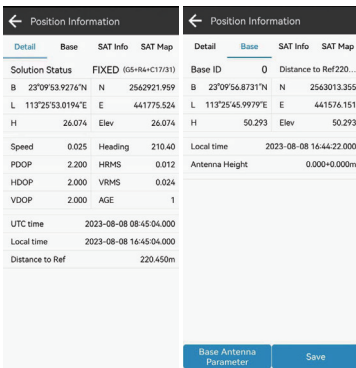 Position Information
Detail Base SAT Info SAT Map
Solution Status FIXED (G5+R4+C17/31)
B 23°09'53.9276"N N 2562921.959
L 113°25'53.0194"E E 441775.524
H 26.074 Elev 26.074
Speed 0.025 Heading 210.40
PDOP 2.200 HRMS 0.012
HDOP 2.000 VRMS 0.024
VDOP 2.000 AGE 1
UTC time 2023-08-08 08:45:04.000
Local time 2023-08-08 16:45:04.000
Distance to Ref 220.450m
Position Information
Detail Base SAT Info SAT Map
Base ID 0 Distance to Ref220...
B 23°09'56.8731"N N 2563013.355
L 113°25'45.9979"E E 441576.151
H 50.293 Elev 50.293
Local time 2023-08-08 16:44:22.000
Antenna Height 0.000+0.000m
Base Antenna
Parameter
Save